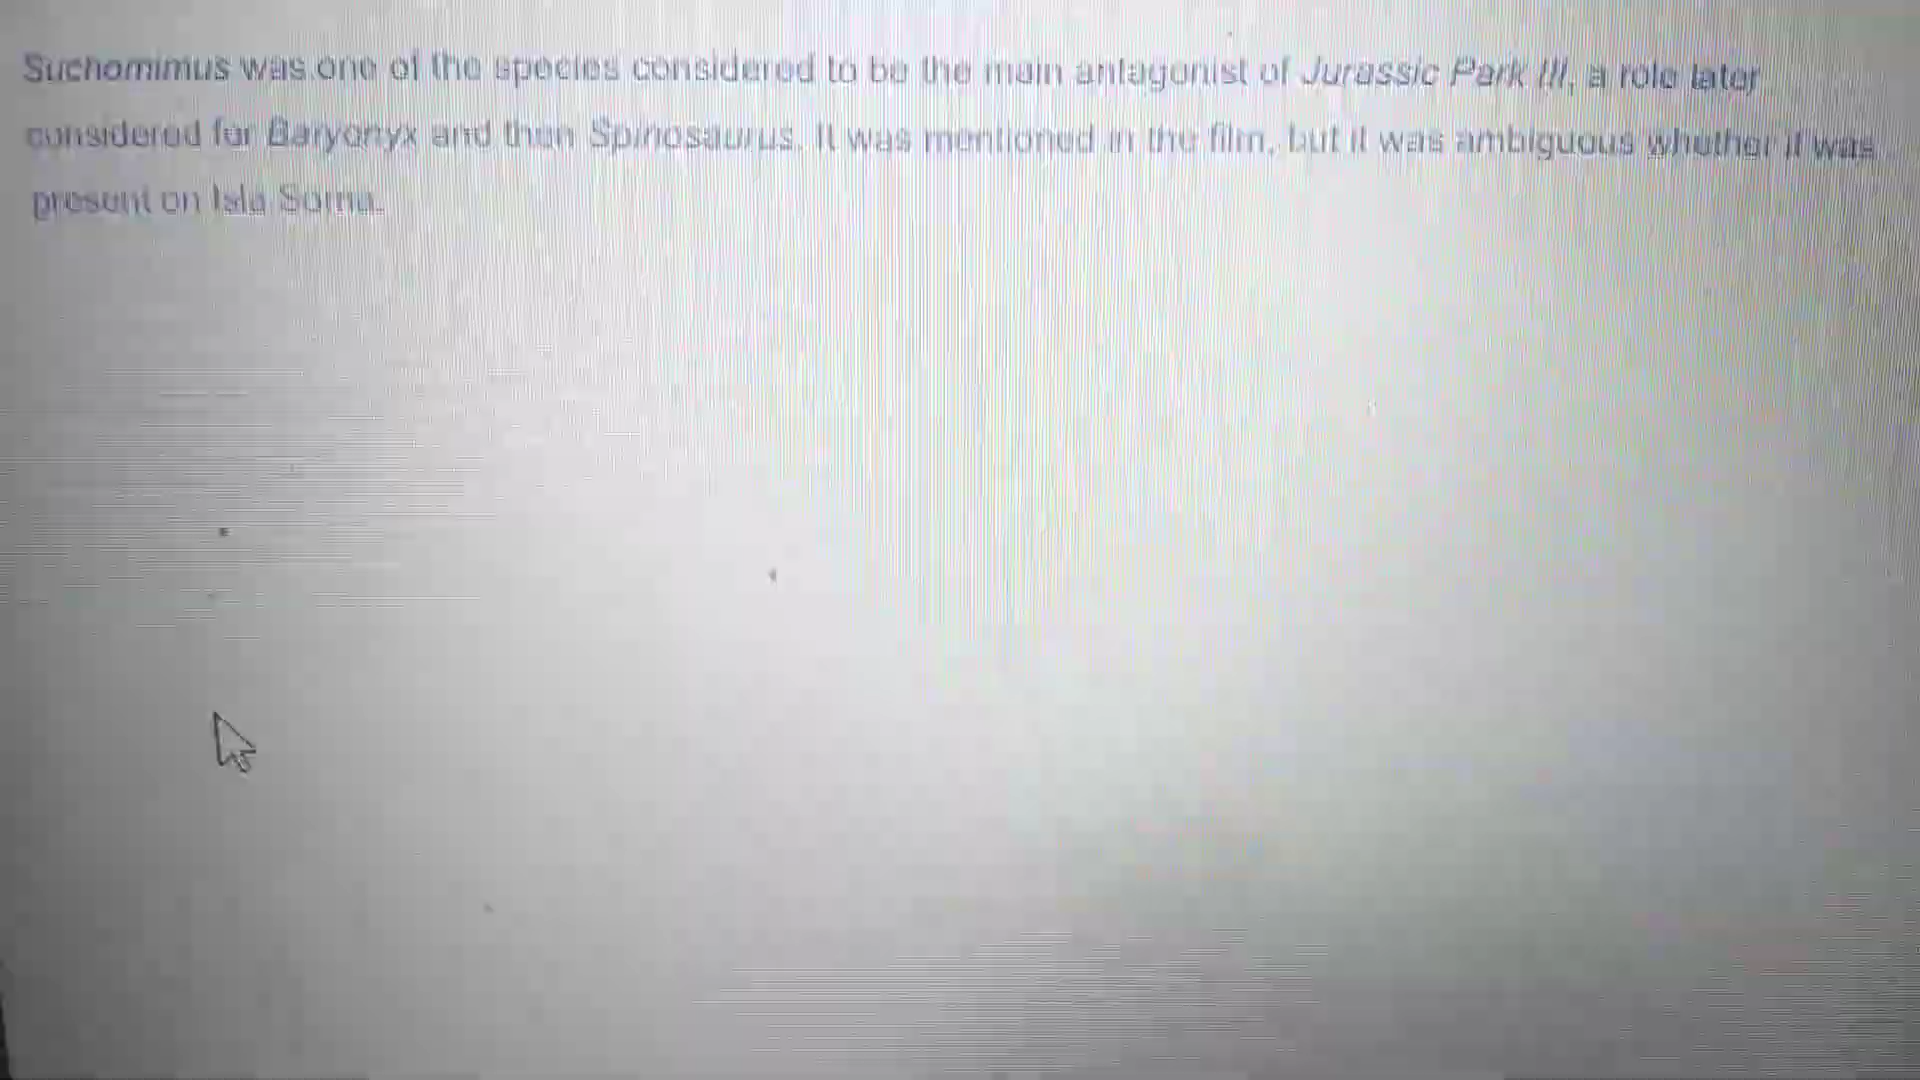 Suchomimus was one of the species considered to be the main antagonist of Jurassic Park III, a role later
considered for Baryonyx and then Spinosaurus. It was mentioned in the film, but it was ambiguous whether it was
present on Isla Sorna.